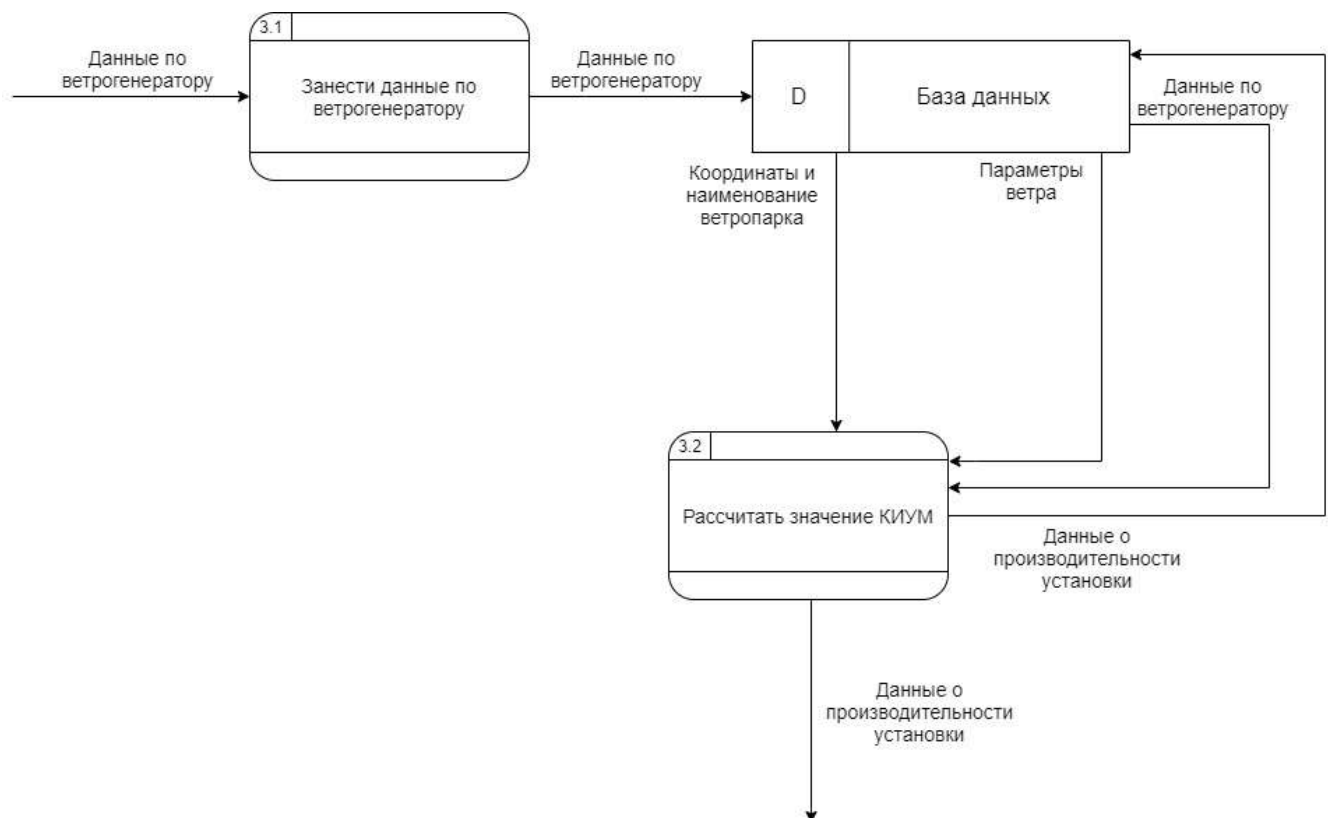 3.1
Данные по
ветрогенератору
Занести данные по
ветрогенератору
Данные по
ветрогенератору
D
База данных
Данные по
ветрогенератору
Координаты и
наименование
ветропарка
Параметры
ветра
3.2
Рассчитать значение КИУМ
Данные о
производительности
установки
Данные о
производительности
установки